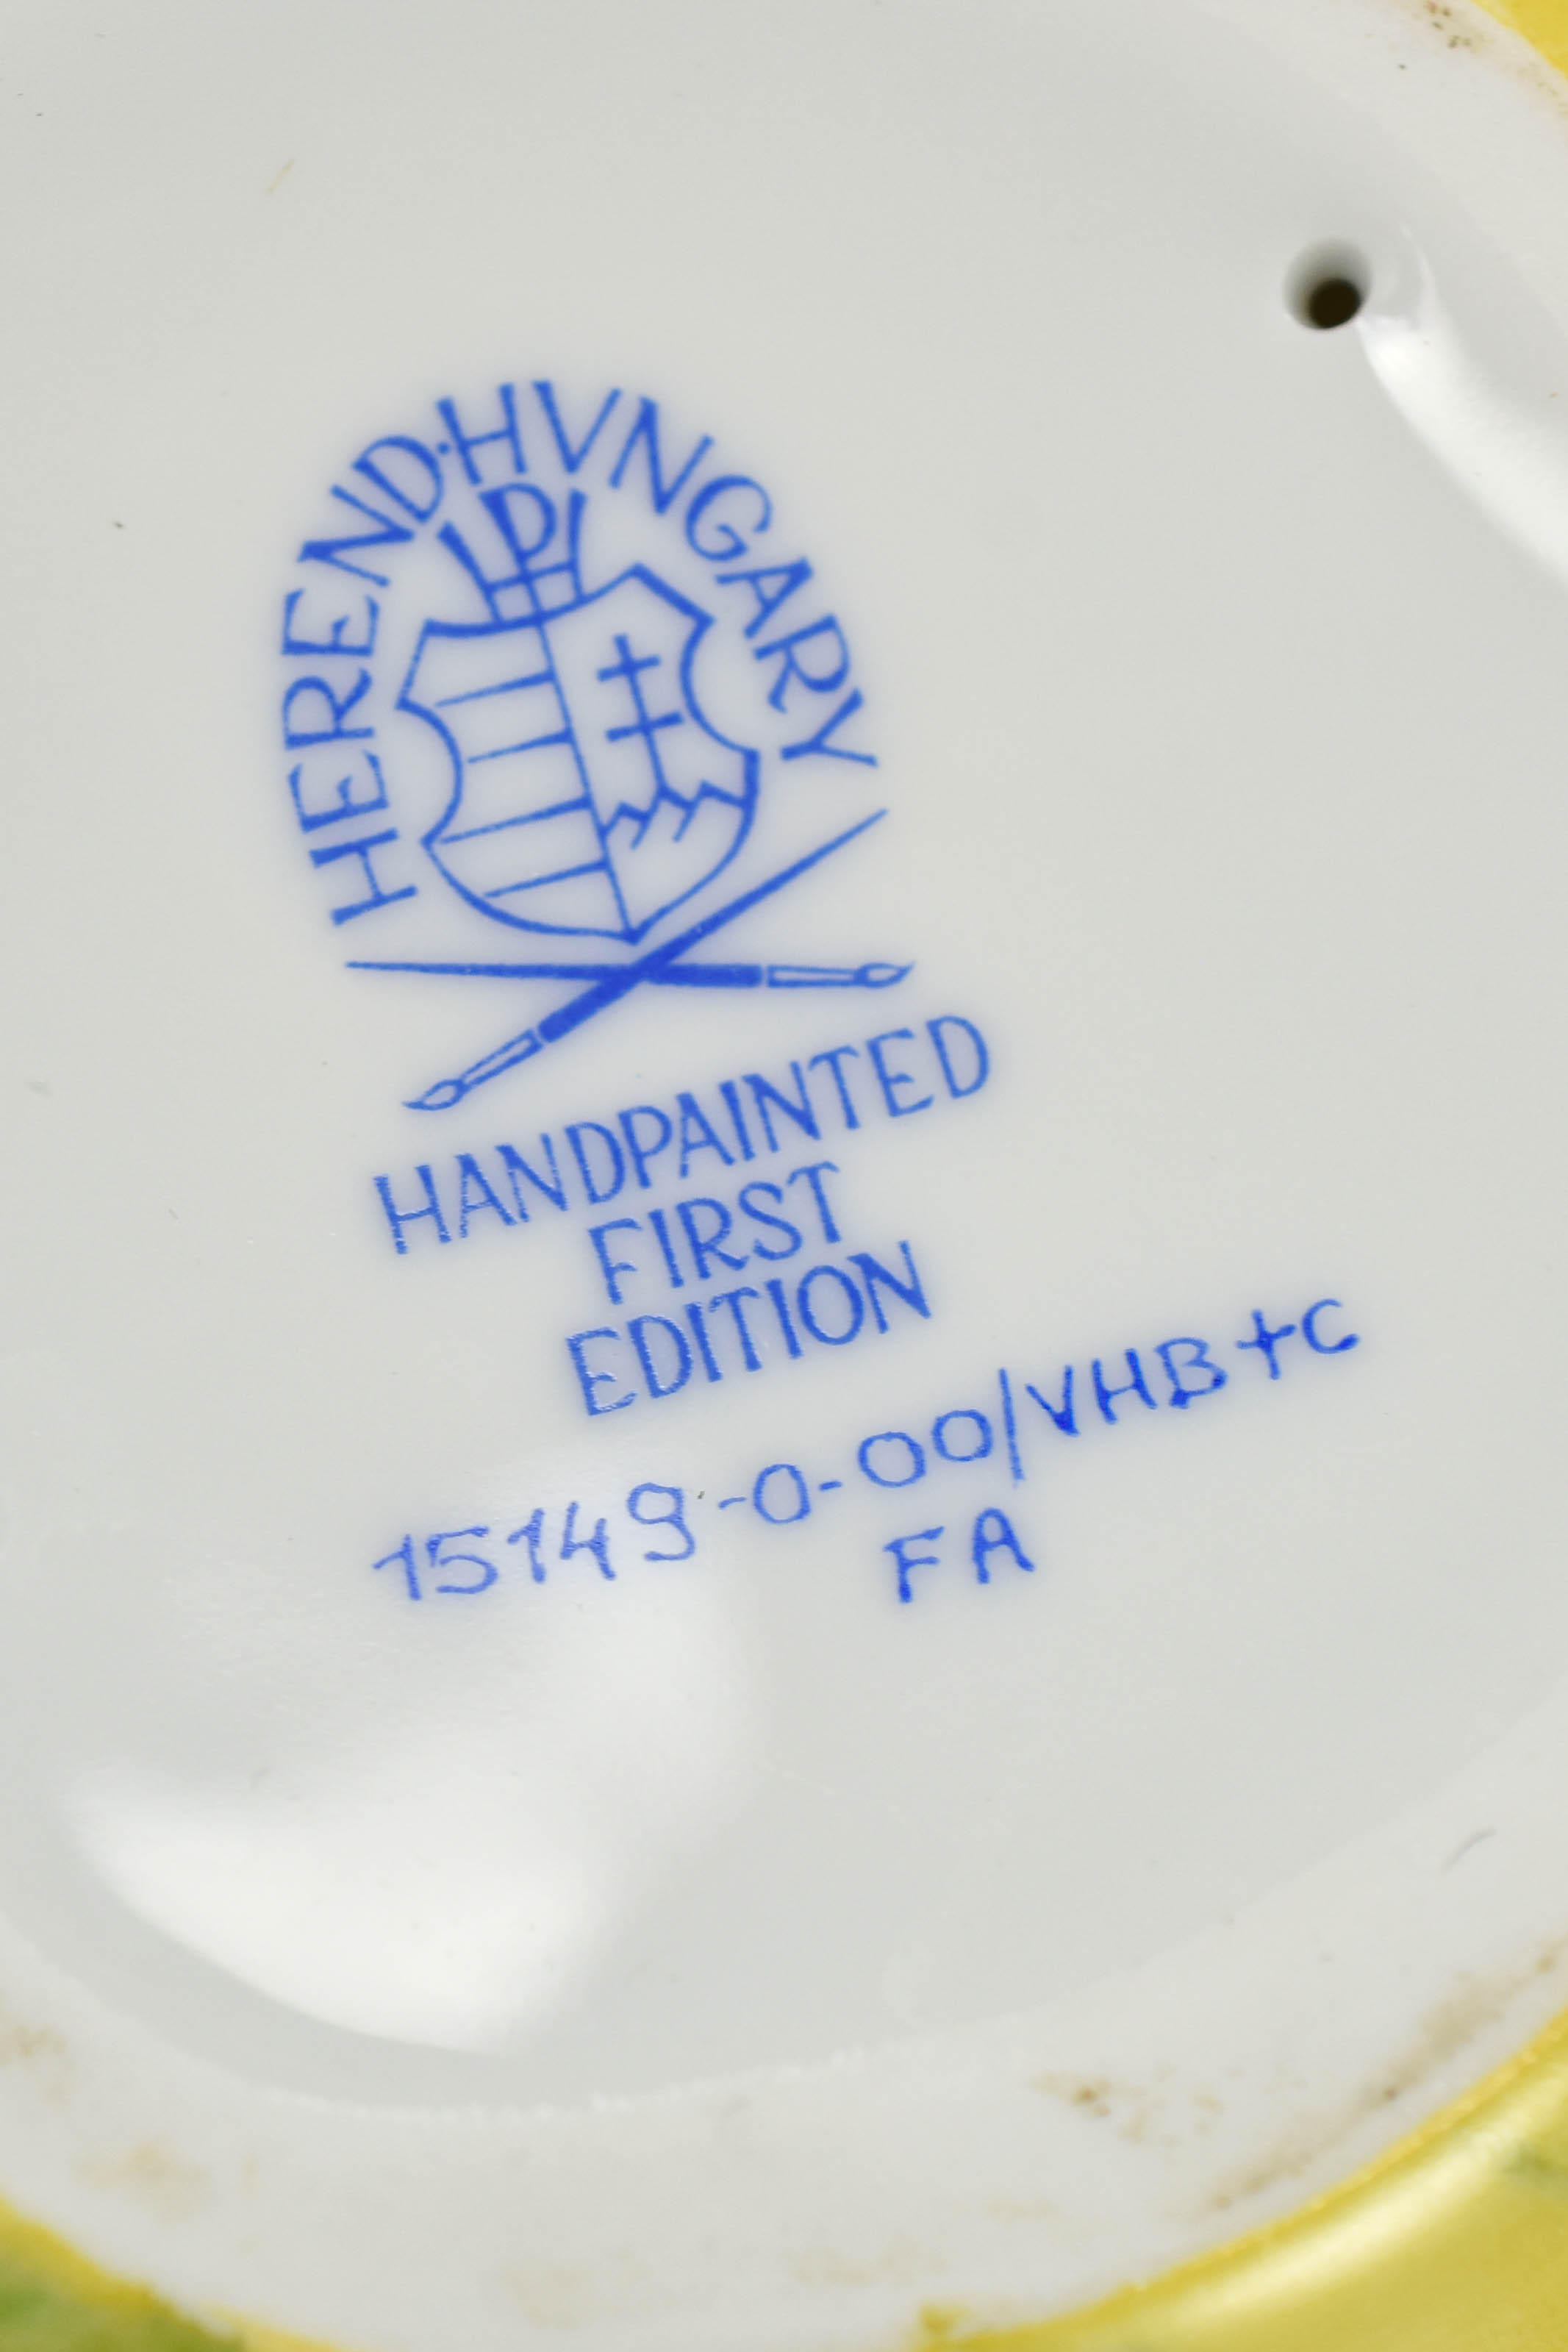 HEREND·HVNGARY
HANDPAINTED
FIRST
EDITION
15149-0-00/VHB+C
FA